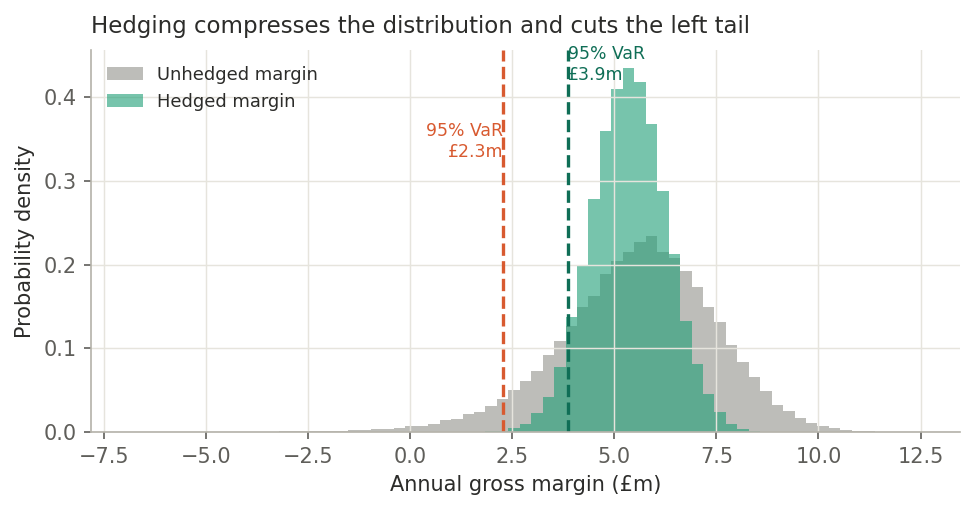 Hedging compresses the distribution and cuts the left tail
Unhedged margin
Hedged margin
95% VaR
£2.3m
95% VaR
£3.9m
Probability density
0.4
0.3
0.2
0.1
0.0
−7.5
−5.0
−2.5
0.0
2.5
5.0
7.5
10.0
12.5
Annual gross margin (£m)